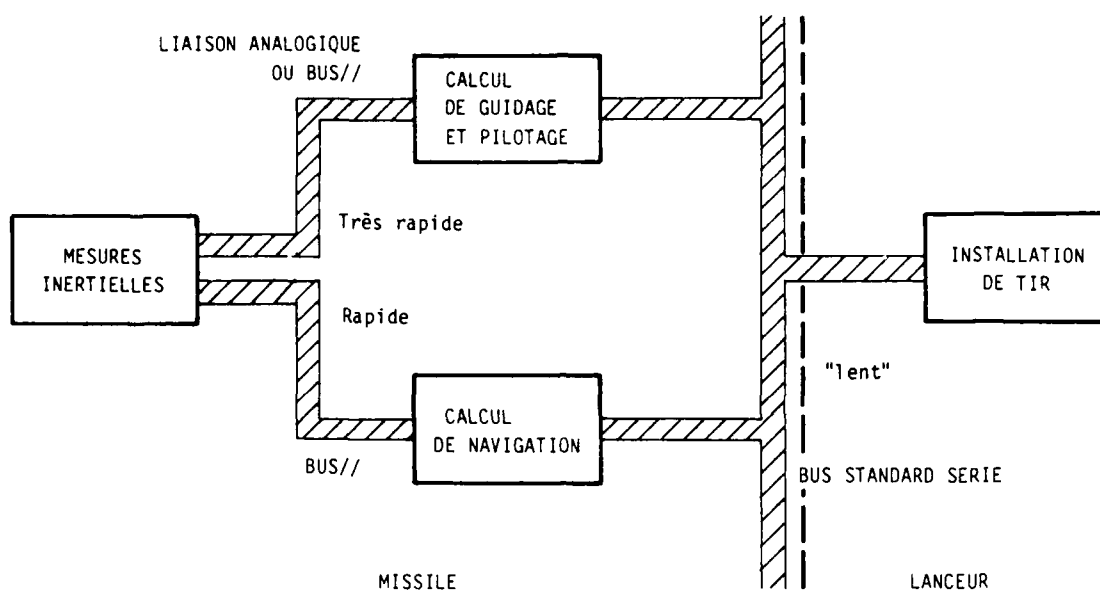 LIAISON ANALOGIQUE
OU BUS//
CALCUL
DE GUIDAGE
ET PILOTAGE
Très rapide
MESURES
INERTIELLES
INSTALLATION
DE TIR
Rapide
"lent"
CALCUL
DE NAVIGATION
BUS//
BUS STANDARD SERIE
MISSILE
LANCEUR